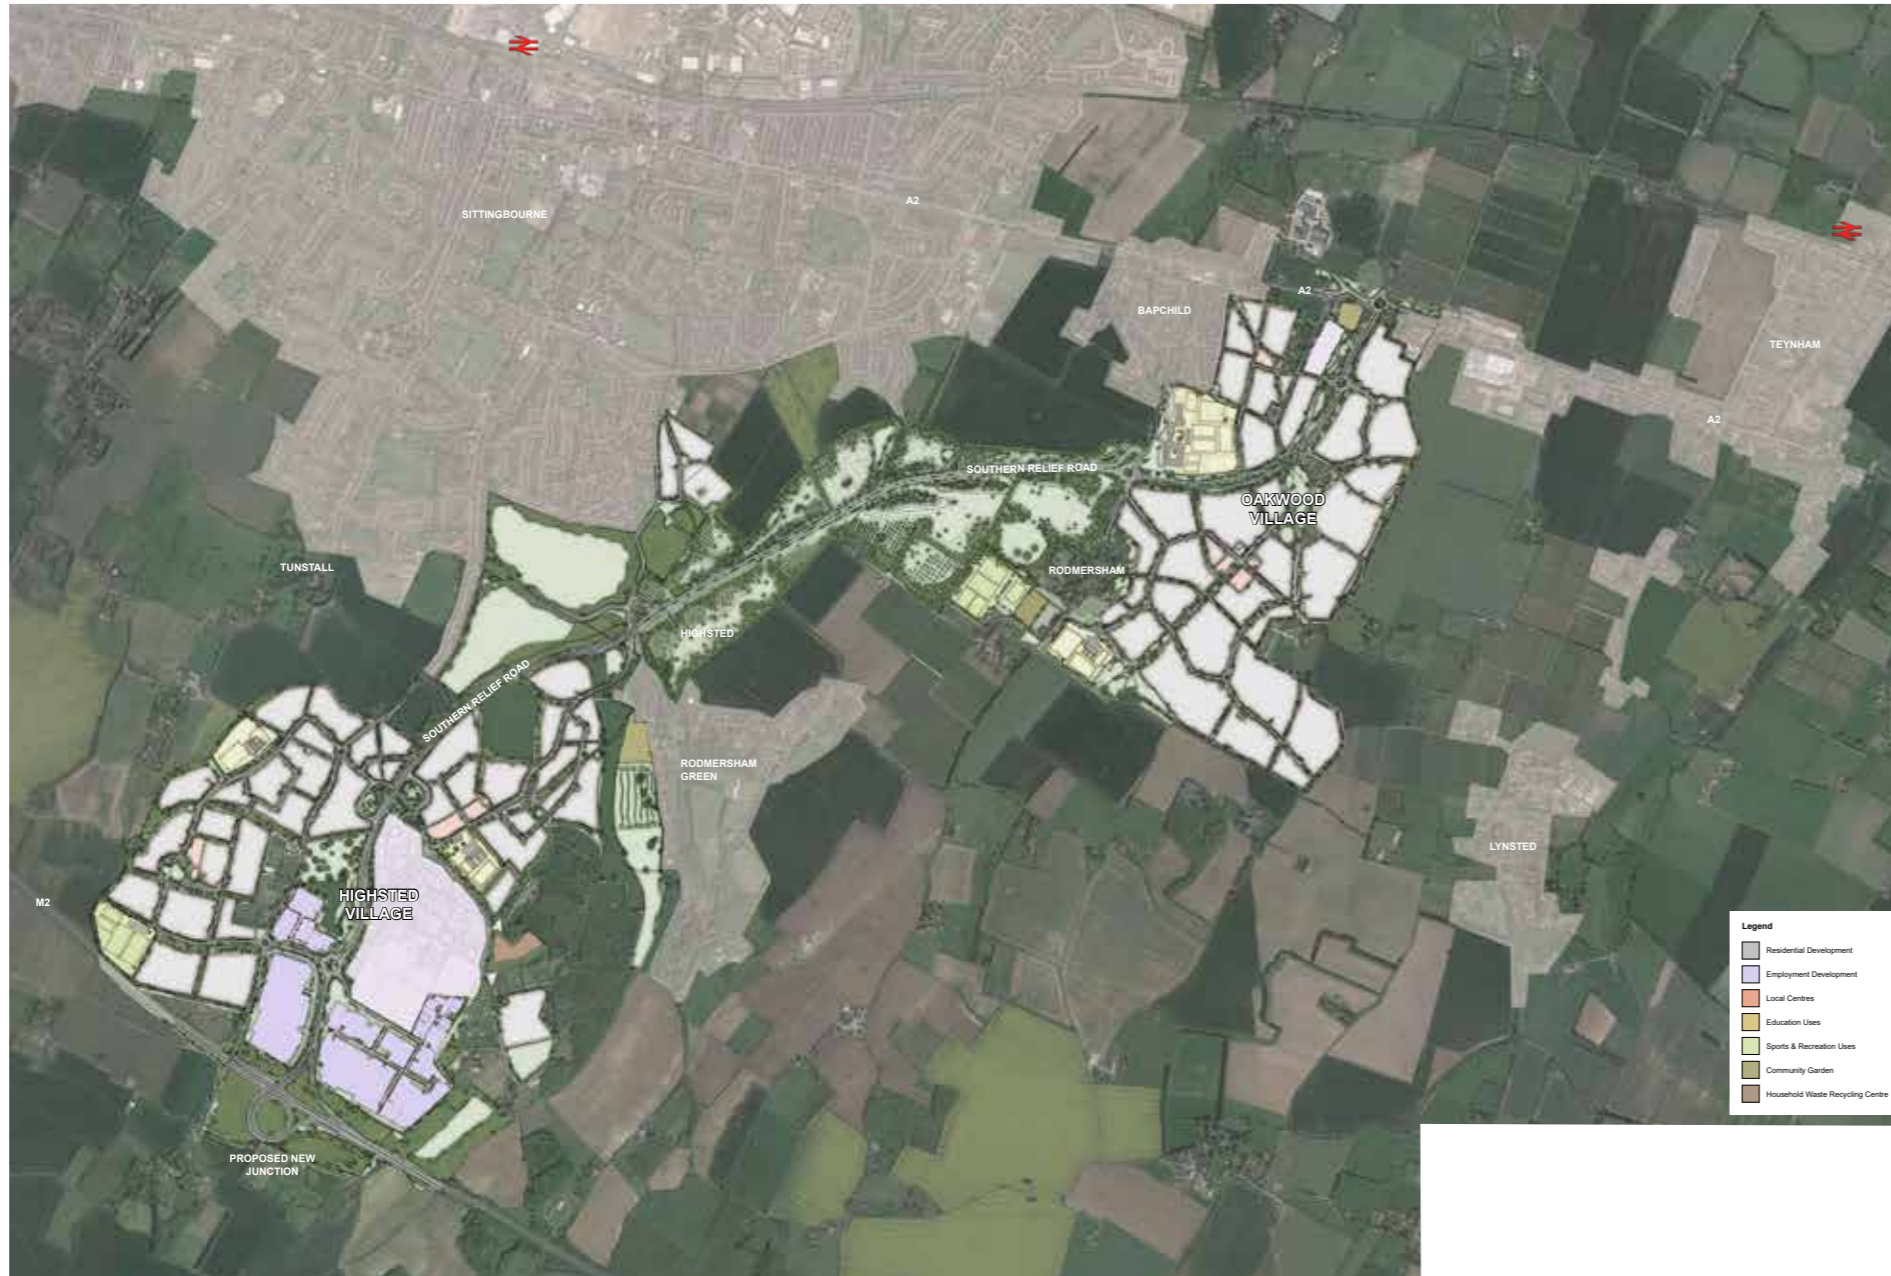 SITTINGBOURNE
A2
A2
BAPCHILD
TEYNHAM
A2
SOUTHERN RELIEF ROAD
OAKWOOD
VILLAGE
TUNSTALL
RODMERSHAM
HIGHSTED
SOUTHERN RELIEF ROAD
RODMERSHAM
GREEN
LYNSTED
HIGHSTED
VILLAGE
M2
PROPOSED NEW
JUNCTION
Legend
Residential Development
Employment Development
Local Centres
Education Uses
Sports & Recreation Uses
Community Garden
Household Waste Recycling Centre